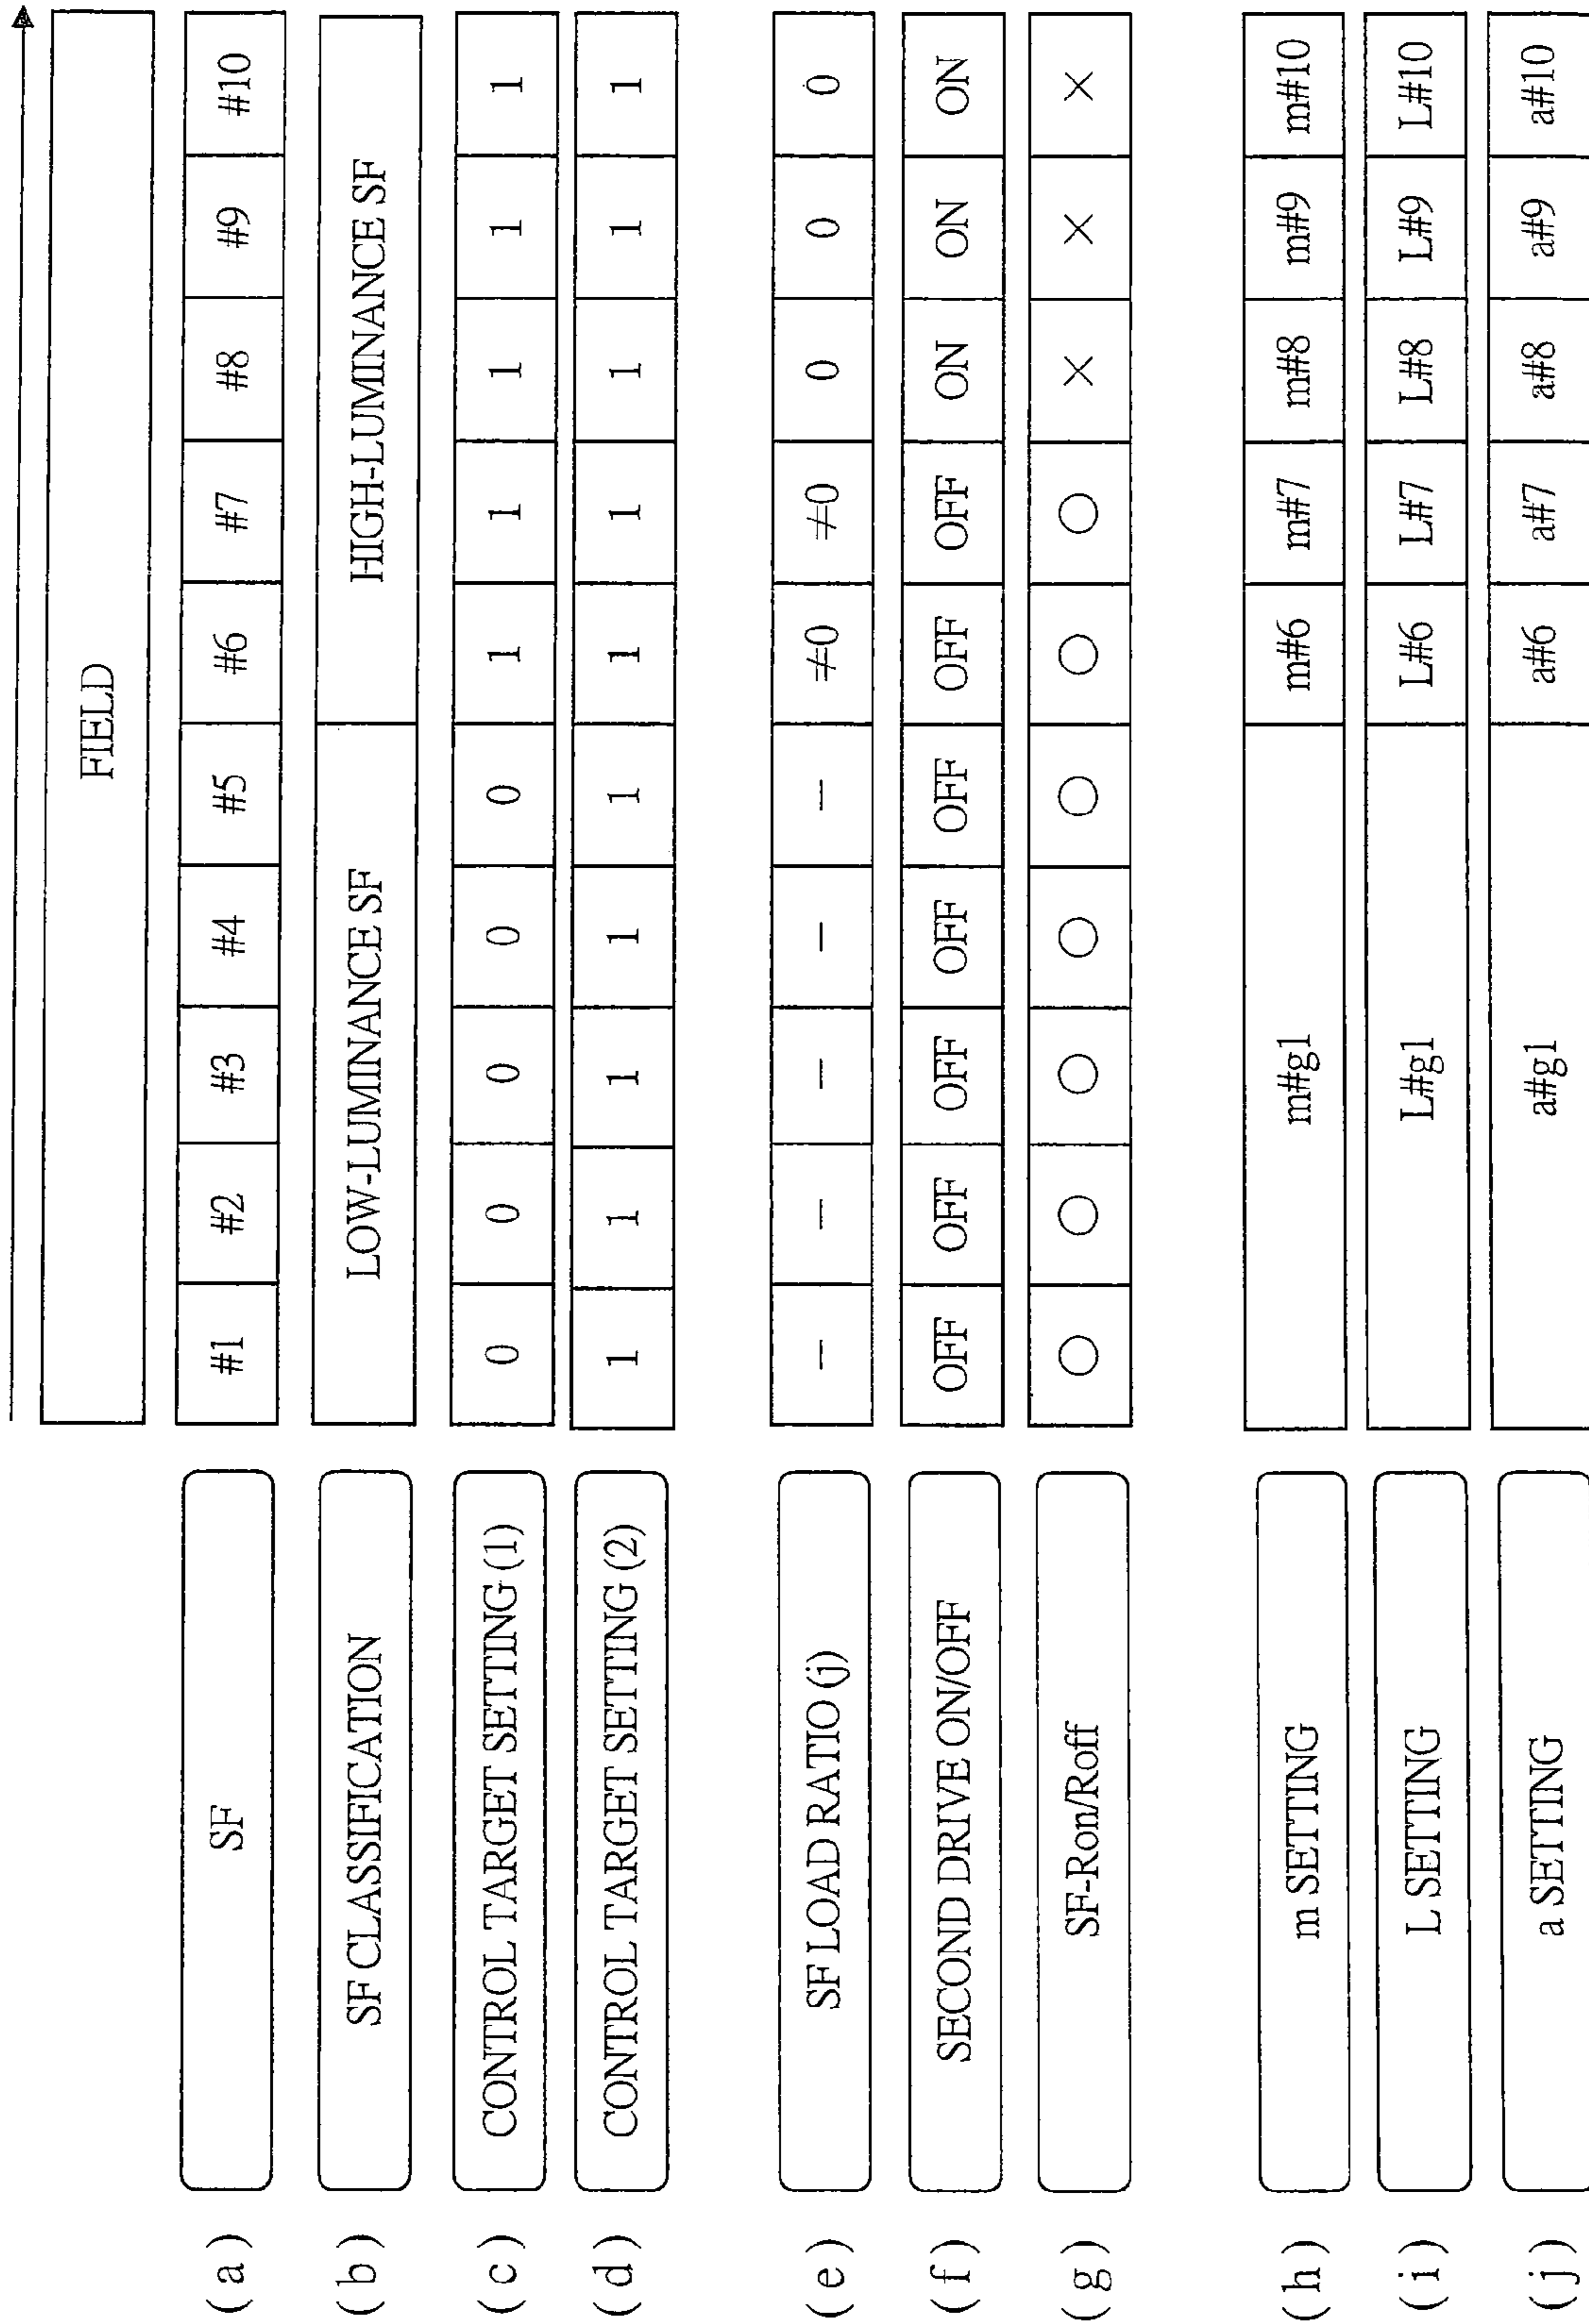 FIELD
(a) SF #1 #2 #3 #4 #5 #6 #7 #8 #9 #10
(b) SF CLASSIFICATION LOW-LUMINANCE SF HIGH-LUMINANCE SF
(c) CONTROL TARGET SETTING (1) 0 0 0 0 0 1 1 1 1 1
(d) CONTROL TARGET SETTING (2) 1 1 1 1 1 1 1 1 1 1
(e) SF LOAD RATIO (j) – – – – – ≠0 ≠0 0 0 0
(f) SECOND DRIVE ON/OFF OFF OFF OFF OFF OFF OFF OFF ON ON ON
(g) SF-Ron/Roff ○ ○ ○ ○ ○ ○ ○ × × ×
(h) m SETTING m#g1 m#6 m#7 m#8 m#9 m#10
(i) L SETTING L#g1 L#6 L#7 L#8 L#9 L#10
(j) a SETTING a#g1 a#6 a#7 a#8 a#9 a#10